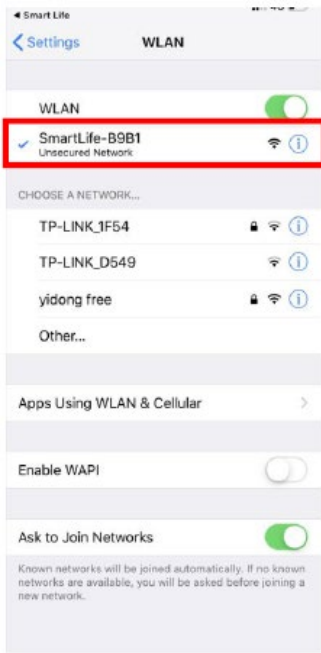 Smart Life
Settings WLAN
WLAN
SmartLife-B9B1
Unsecured Network
CHOOSE A NETWORK...
TP-LINK_1F54
TP-LINK_D549
yidong free
Other...
Apps Using WLAN & Cellular
Enable WAPI
Ask to Join Networks
Known networks will be joined automatically. If no known
networks are available, you will be asked before joining a
new network.